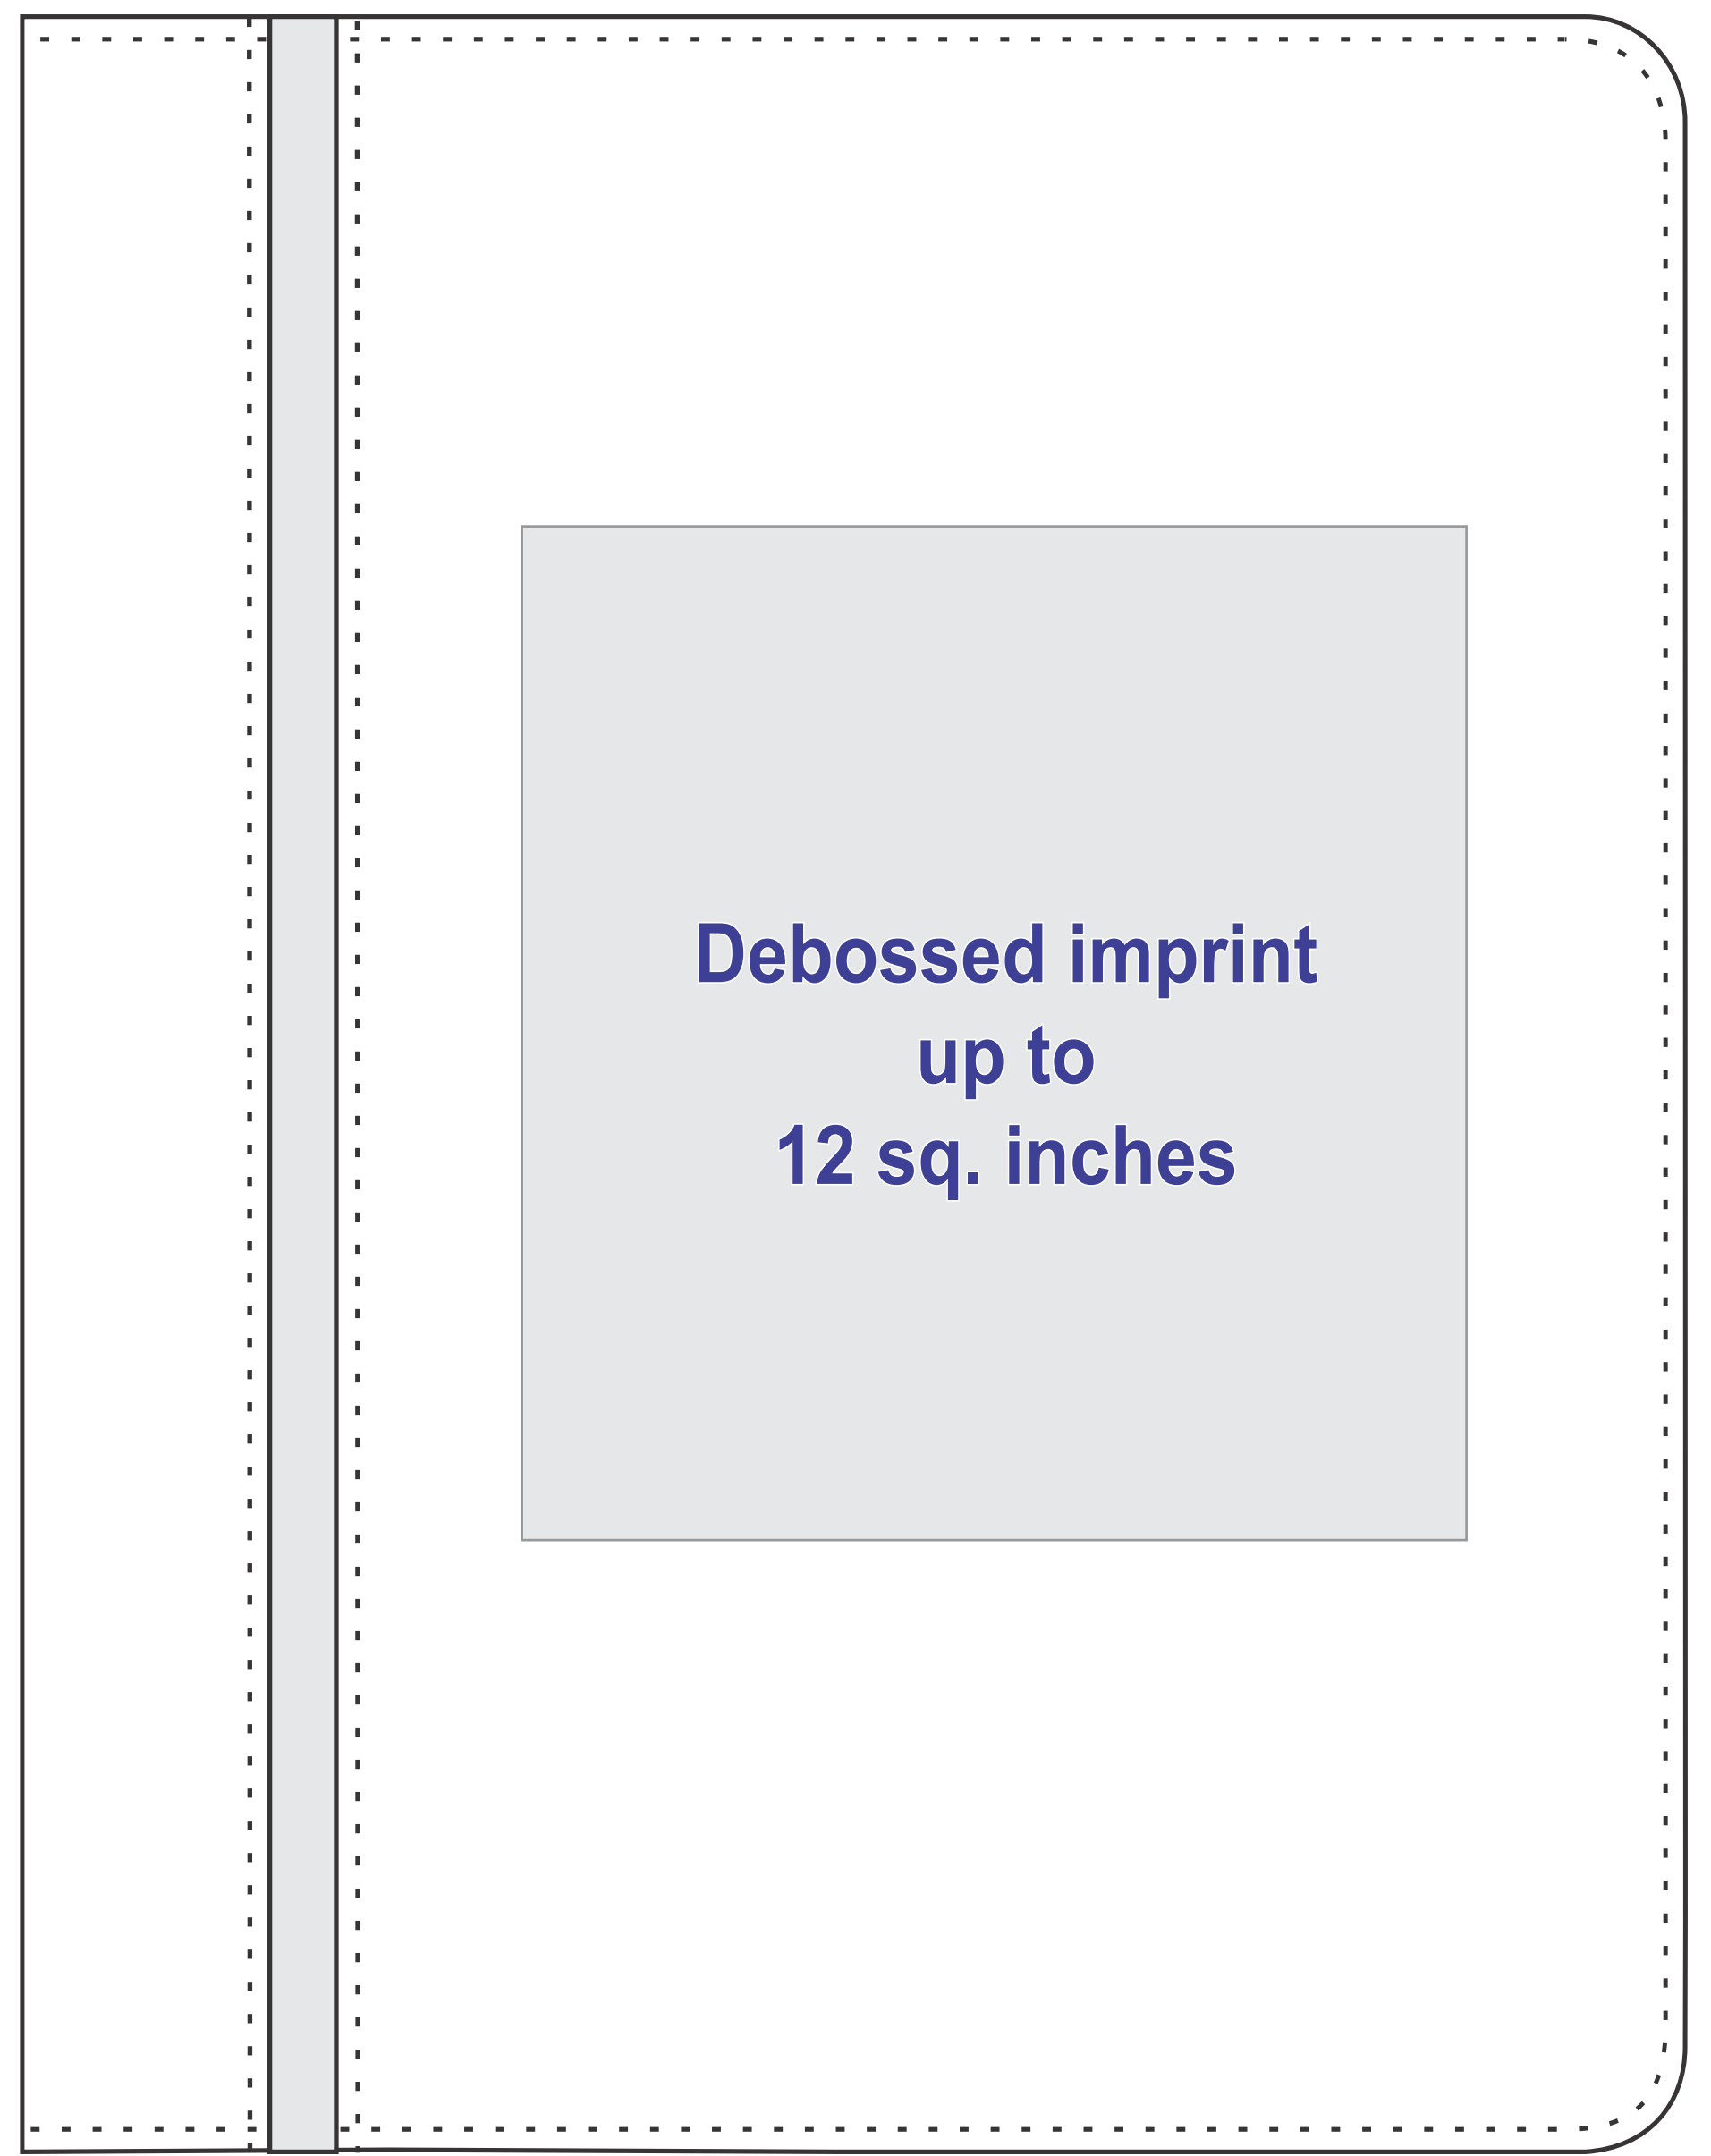 Debossed imprint
up to
12 sq. inches